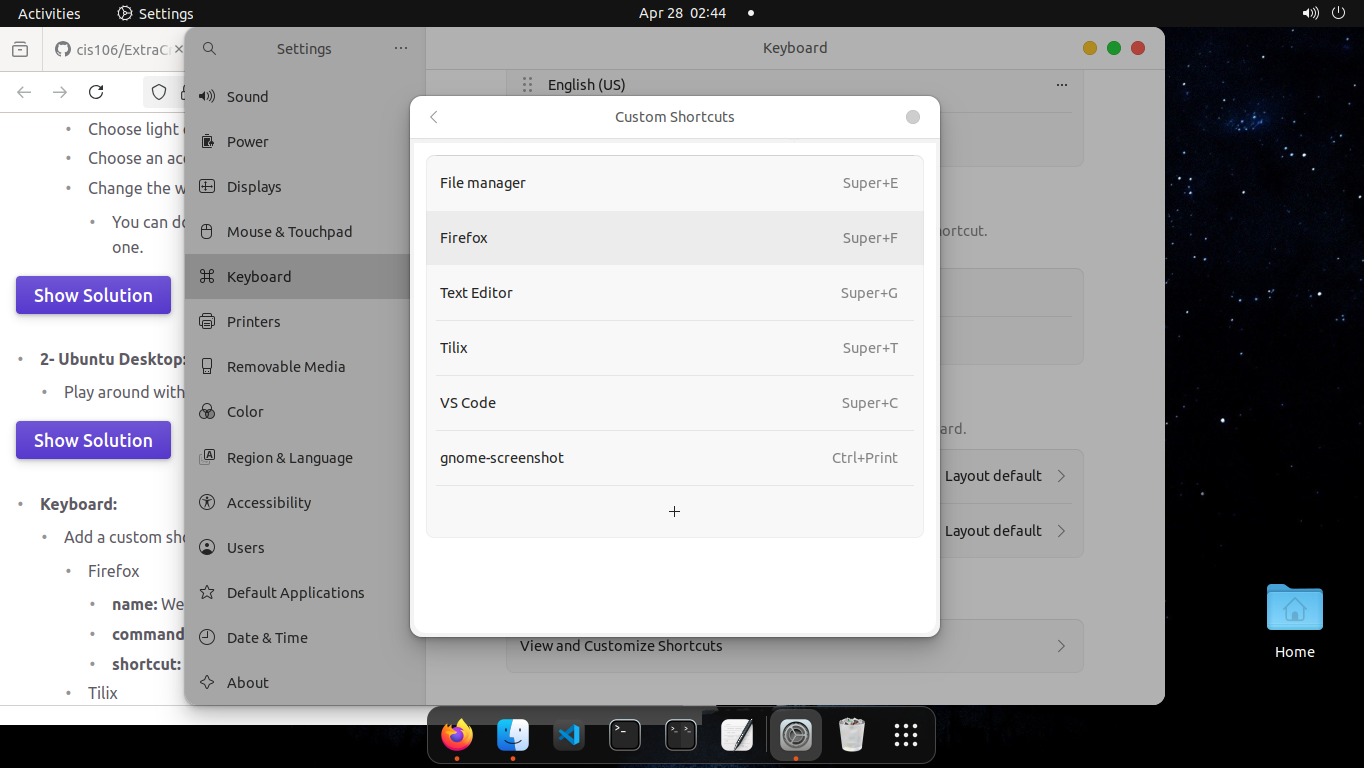 Activities
Settings
Apr 28 02:44
cis106/ExtraCr
Settings
Keyboard
Choose light
Choose an acc
Change the w
You can do
one.
Show Solution
2- Ubuntu Desktop:
Play around with
Show Solution
Keyboard:
Add a custom sho
Firefox
name: We
command
shortcut:
Tilix
Sound
Power
Displays
Mouse & Touchpad
Keyboard
Printers
Removable Media
Color
Region & Language
Accessibility
Users
Default Applications
Date & Time
About
English (US)
Custom Shortcuts
File manager Super+E
Firefox Super+F
Text Editor Super+G
Tilix Super+T
VS Code Super+C
gnome-screenshot Ctrl+Print
ortcut.
ard.
Layout default
Layout default
View and Customize Shortcuts
Home